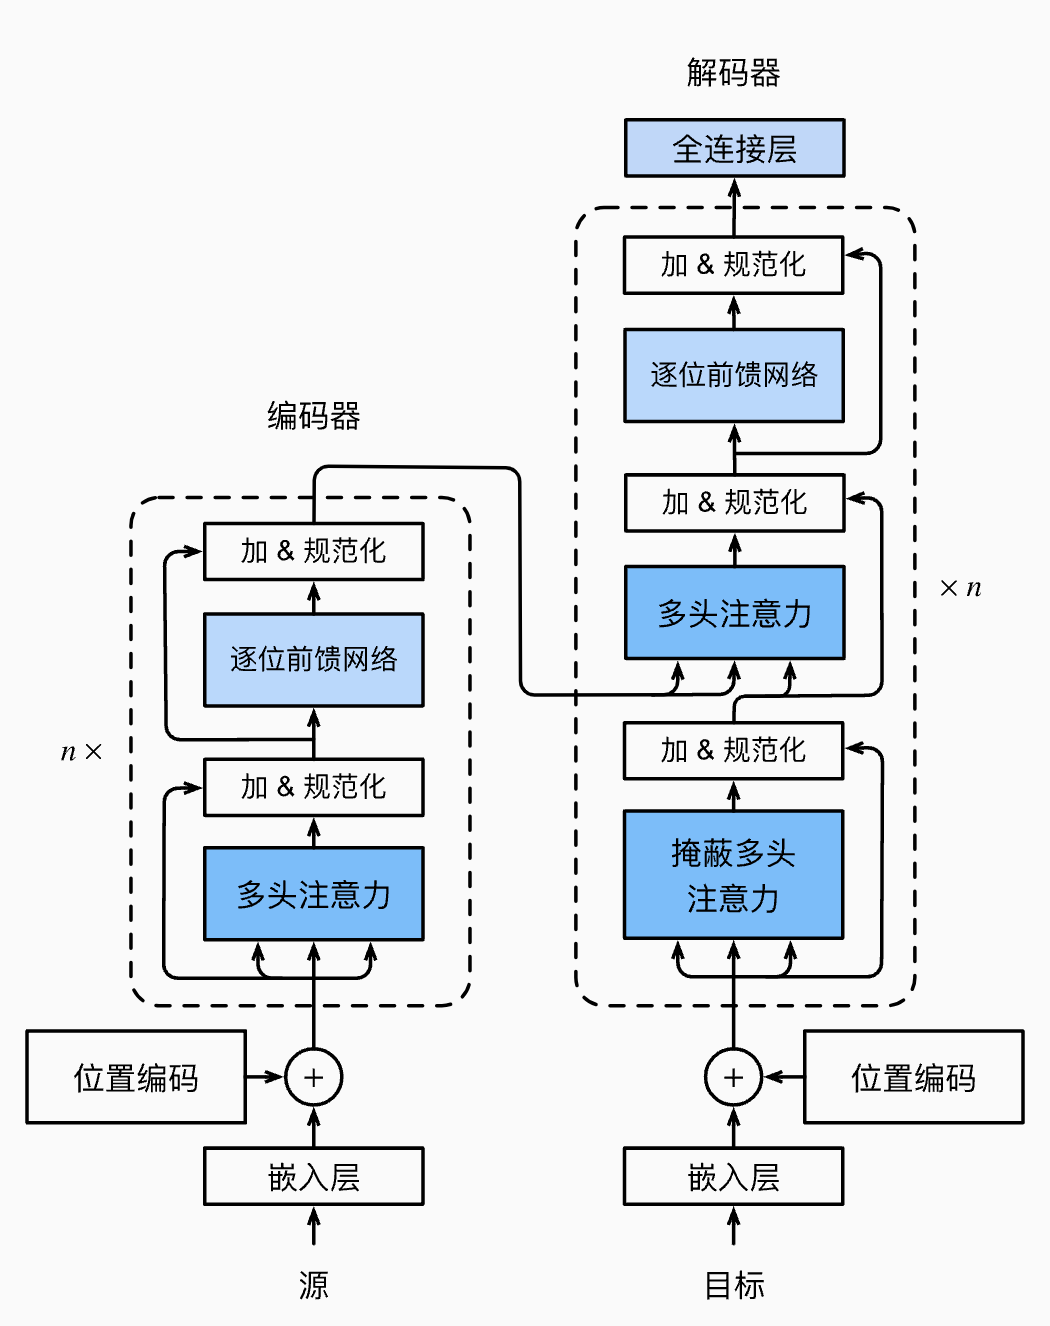 解码器
全连接层
加 & 规范化
逐位前馈网络
加 & 规范化
多头注意力
× n
加 & 规范化
掩蔽多头
注意力
+
位置编码
嵌入层
目标
编码器
加 & 规范化
逐位前馈网络
n ×
加 & 规范化
多头注意力
位置编码
+
嵌入层
源